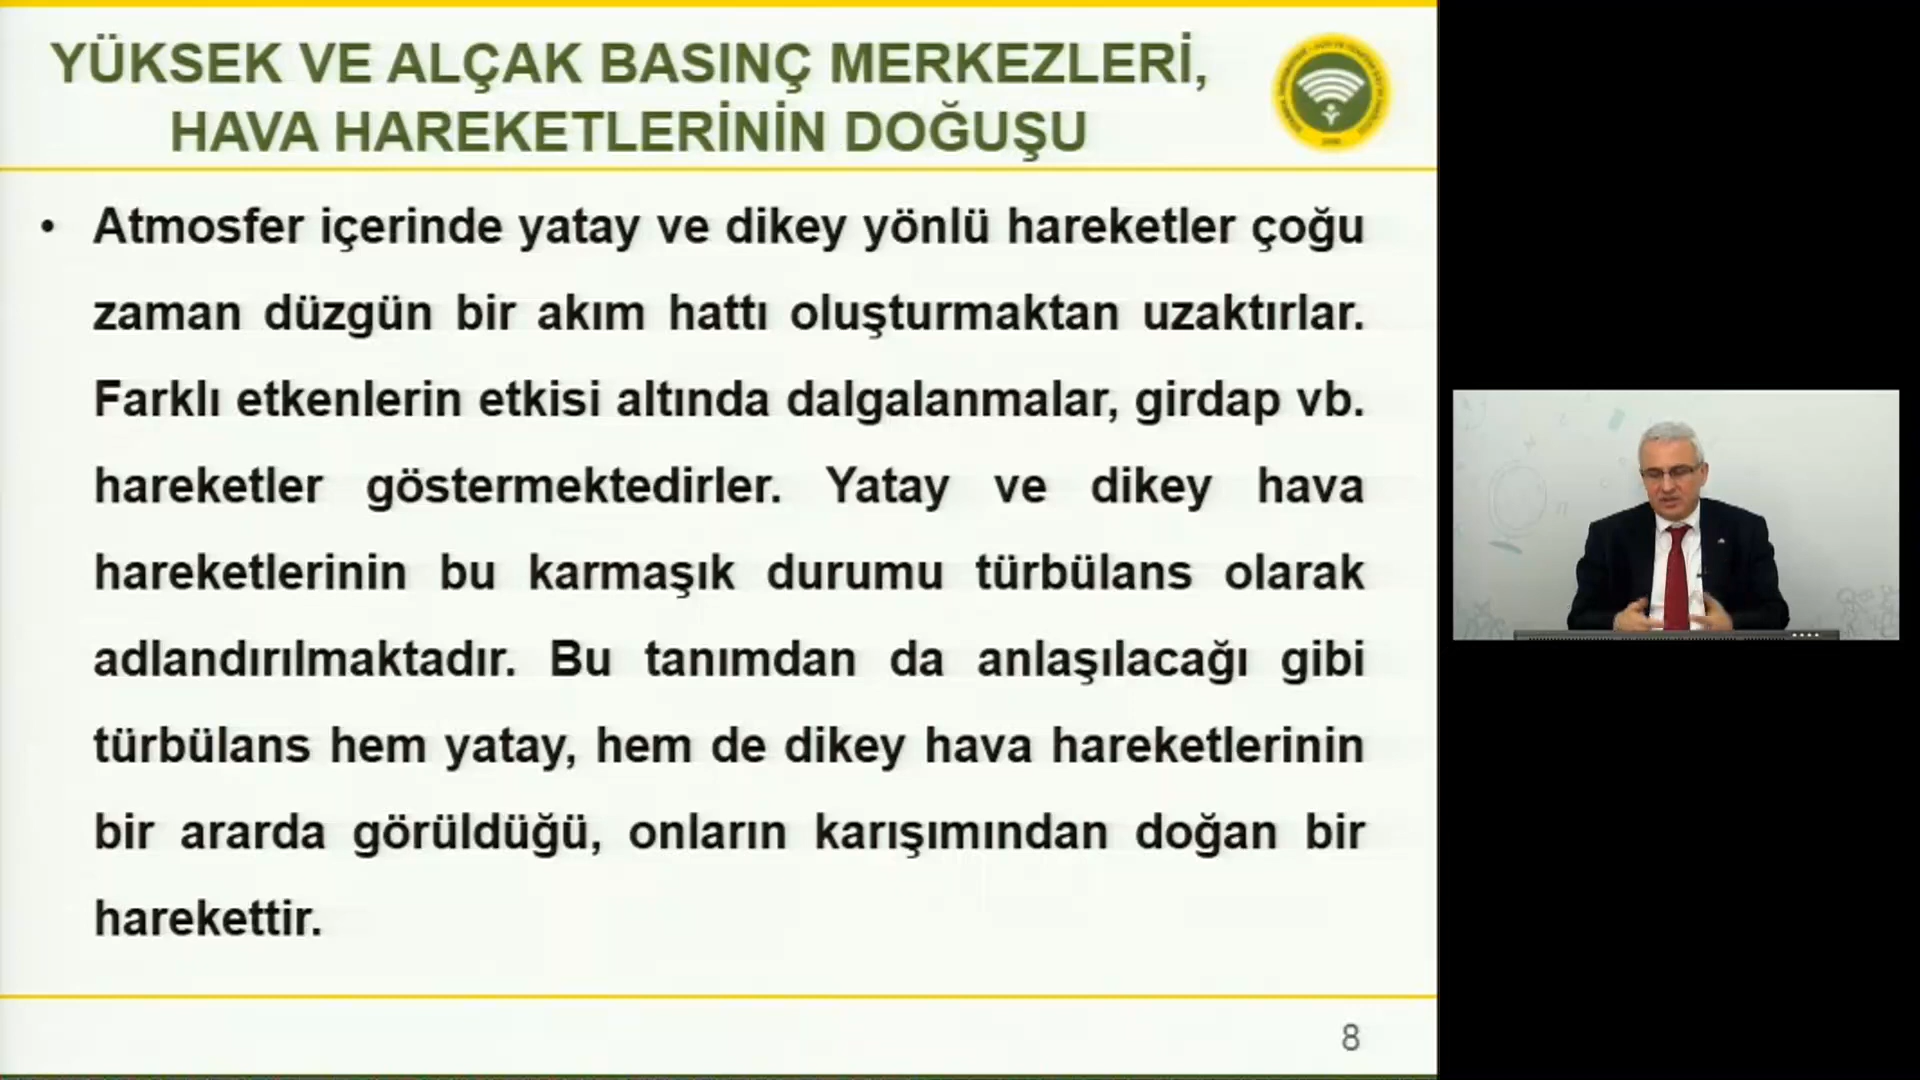 YÜKSEK VE ALÇAK BASINÇ MERKEZLERİ,
HAVA HAREKETLERİNİN DOĞUŞU
• Atmosfer içerinde yatay ve dikey yönlü hareketler çoğu
zaman düzgün bir akım hattı oluşturmaktan uzaktırlar.
Farklı etkenlerin etkisi altında dalgalanmalar, girdap vb.
hareketler göstermektedirler. Yatay ve dikey hava
hareketlerinin bu karmaşık durumu türbülans olarak
adlandırılmaktadır. Bu tanımdan da anlaşılacağı gibi
türbülans hem yatay, hem de dikey hava hareketlerinin
bir ararda görüldüğü, onların karışımından doğan bir
harekettir.
8